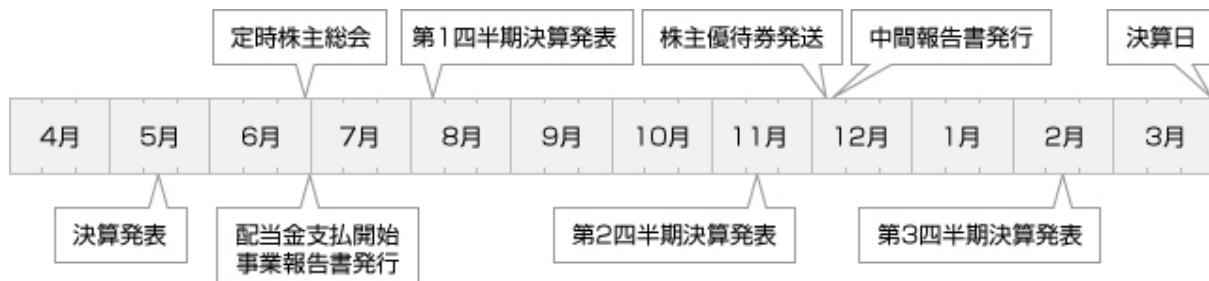 定時株主総会
第1四半期決算発表
株主優待券発送
中間報告書発行
決算日
4月
5月
6月
7月
8月
9月
10月
11月
12月
1月
2月
3月
決算発表
配当金支払開始
事業報告書発行
第2四半期決算発表
第3四半期決算発表